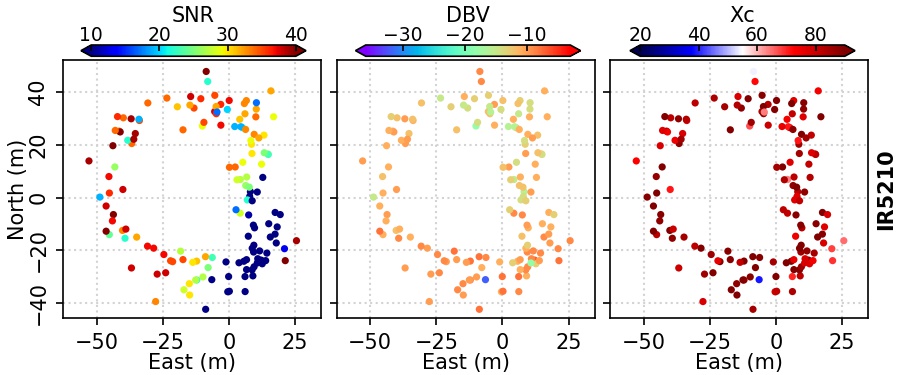 SNR DBV Xc
10 20 30 40 −30 −20 −10 20 40 60 80
40
20
0
−20
−40
North (m)
IR5210
−50 −25 0 25 −50 −25 0 25 −50 −25 0 25
East (m) East (m) East (m)